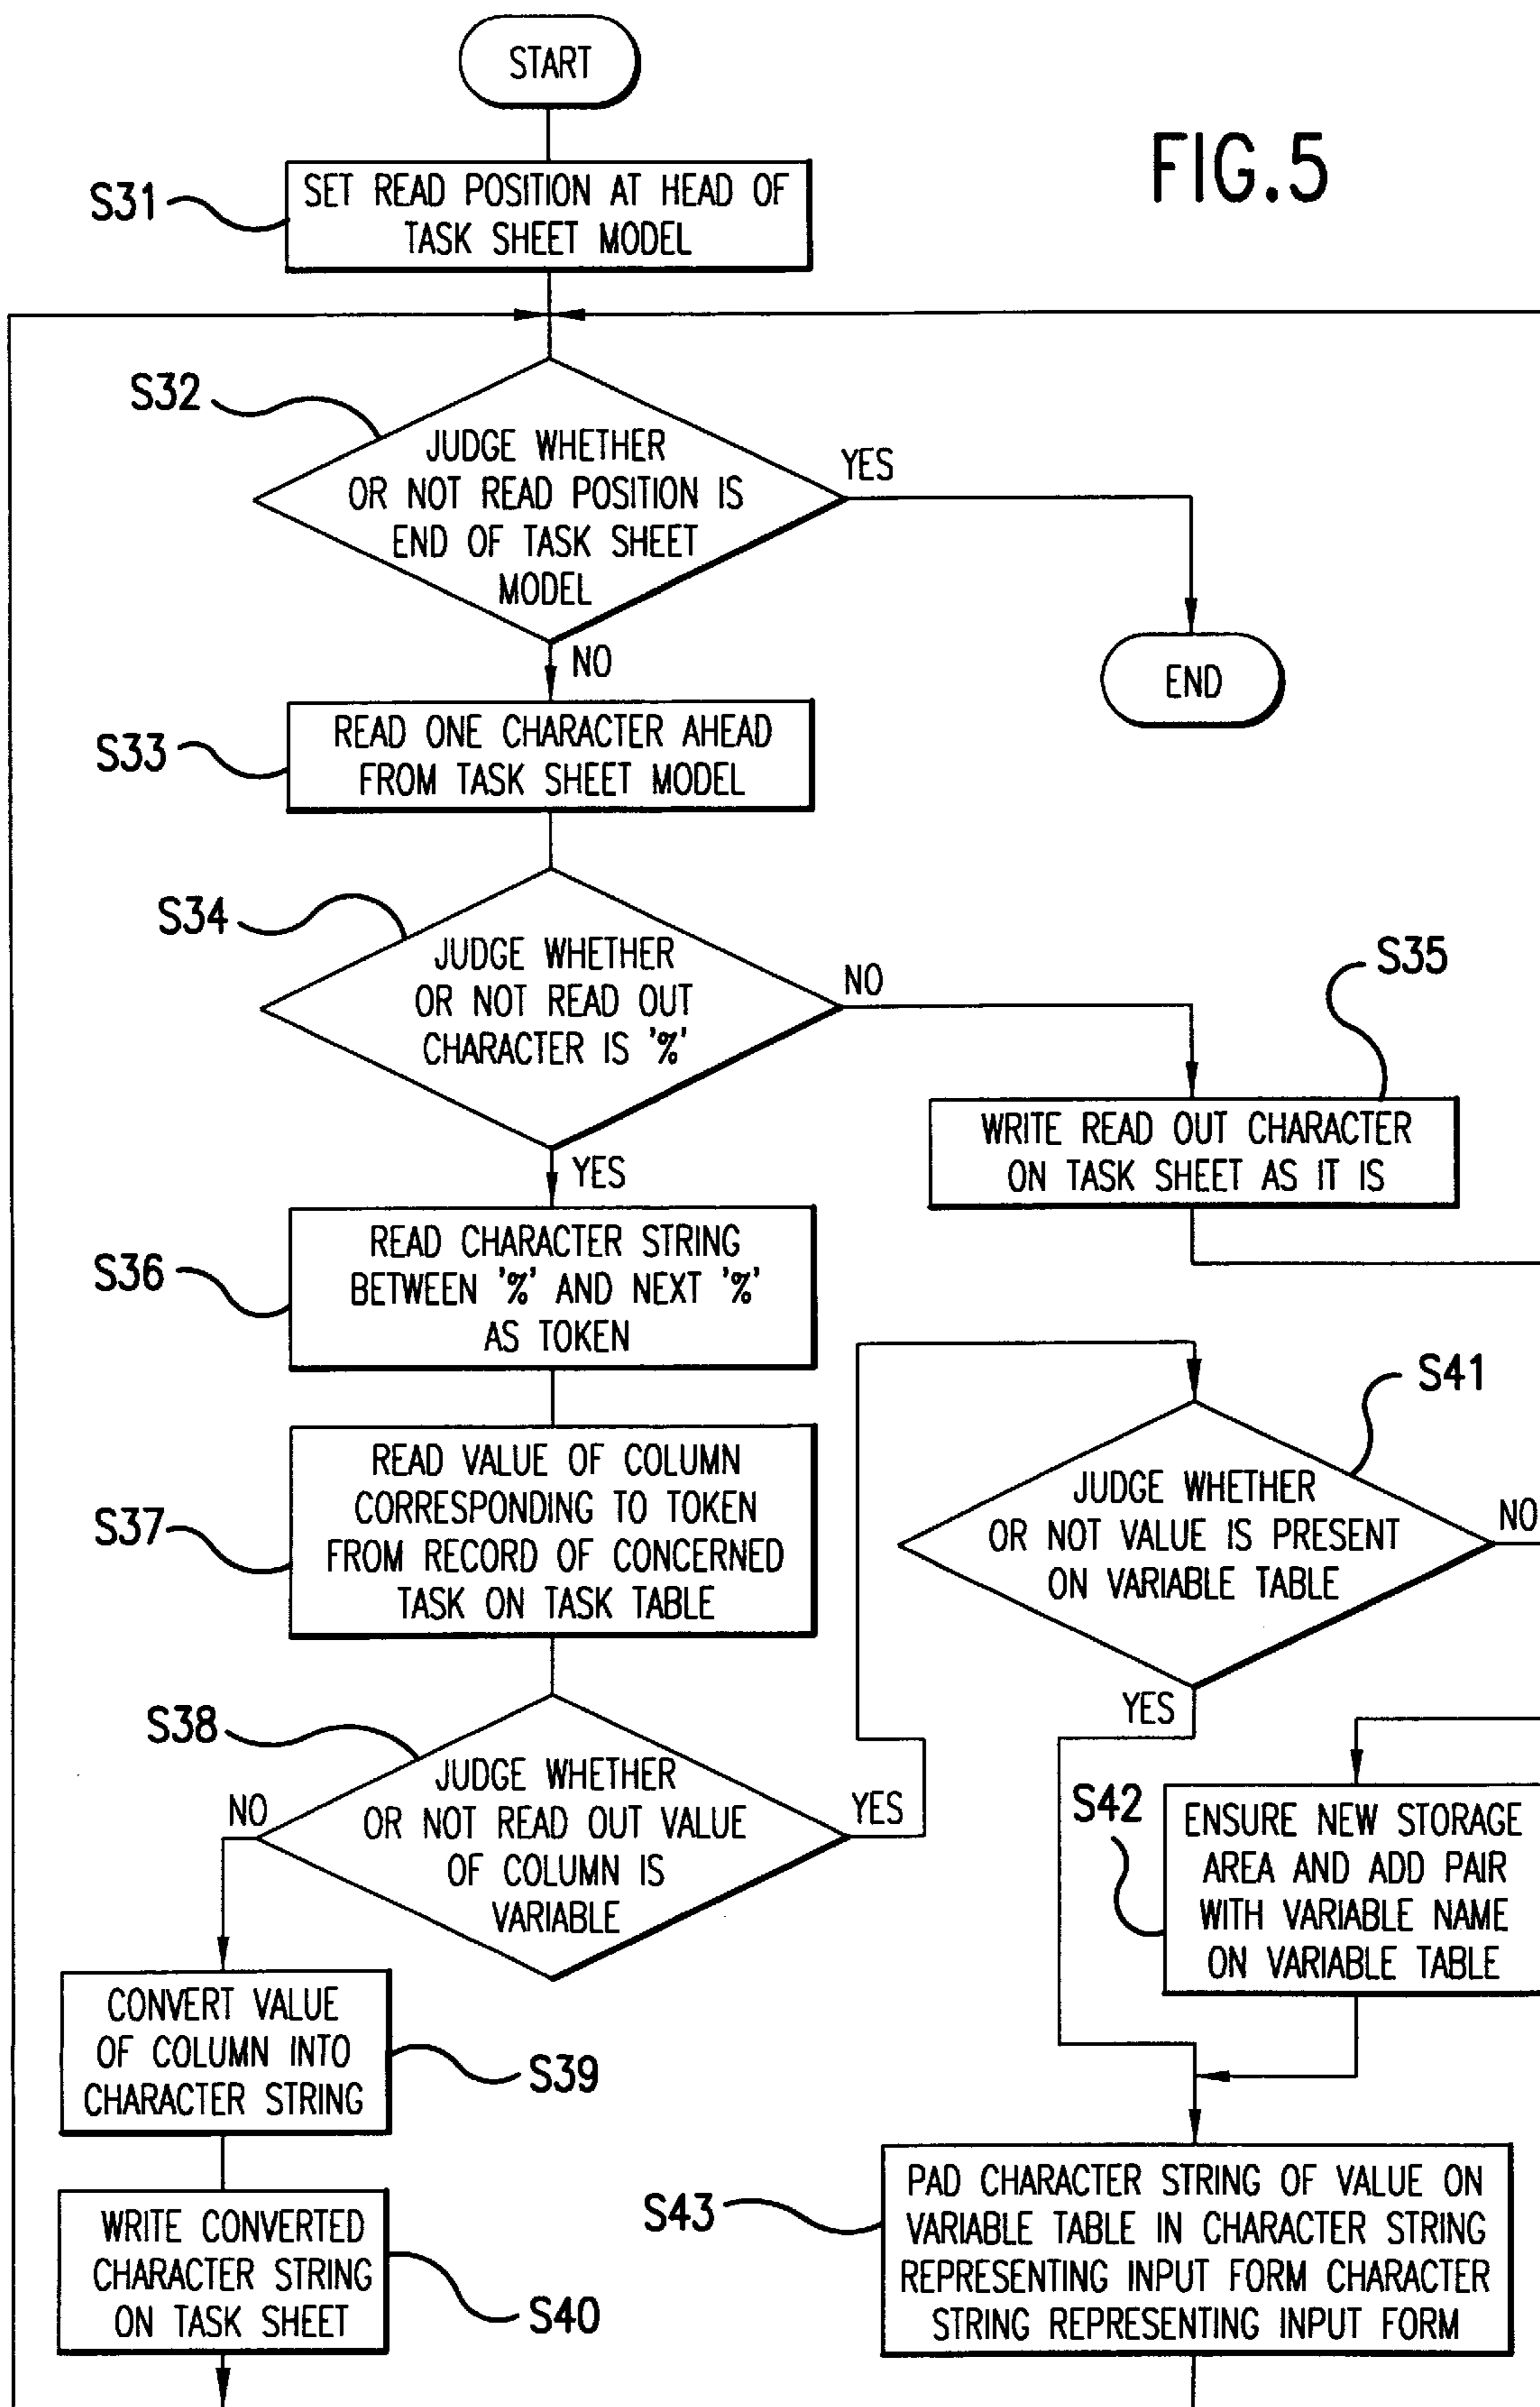 START
FIG.5
S31
SET READ POSITION AT HEAD OF
TASK SHEET MODEL
S32
JUDGE WHETHER
OR NOT READ POSITION IS
END OF TASK SHEET
MODEL
YES
NO
END
S33
READ ONE CHARACTER AHEAD
FROM TASK SHEET MODEL
S34
JUDGE WHETHER
OR NOT READ OUT
CHARACTER IS '%'
NO
YES
S35
WRITE READ OUT CHARACTER
ON TASK SHEET AS IT IS
S36
READ CHARACTER STRING
BETWEEN '%' AND NEXT '%'
AS TOKEN
S37
READ VALUE OF COLUMN
CORRESPONDING TO TOKEN
FROM RECORD OF CONCERNED
TASK ON TASK TABLE
S38
JUDGE WHETHER
OR NOT READ OUT VALUE
OF COLUMN IS
VARIABLE
NO
YES
S41
JUDGE WHETHER
OR NOT VALUE IS PRESENT
ON VARIABLE TABLE
NO
YES
S42
ENSURE NEW STORAGE
AREA AND ADD PAIR
WITH VARIABLE NAME
ON VARIABLE TABLE
CONVERT VALUE
OF COLUMN INTO
CHARACTER STRING
S39
WRITE CONVERTED
CHARACTER STRING
ON TASK SHEET
S40
S43
PAD CHARACTER STRING OF VALUE ON
VARIABLE TABLE IN CHARACTER STRING
REPRESENTING INPUT FORM CHARACTER
STRING REPRESENTING INPUT FORM